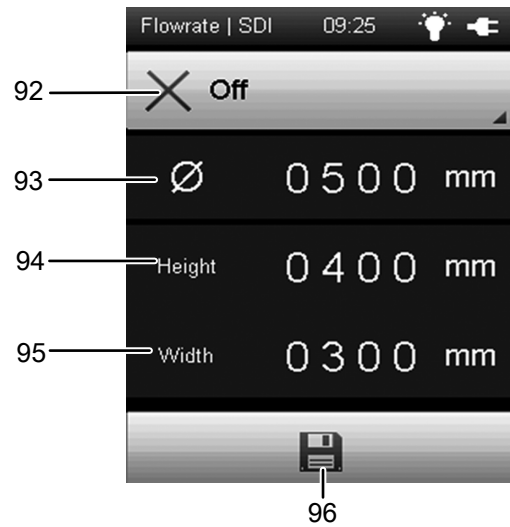 Flowrate | SDI 09:25
92 Off
93 Ø 0500 mm
94 Height 0400 mm
95 Width 0300 mm
96